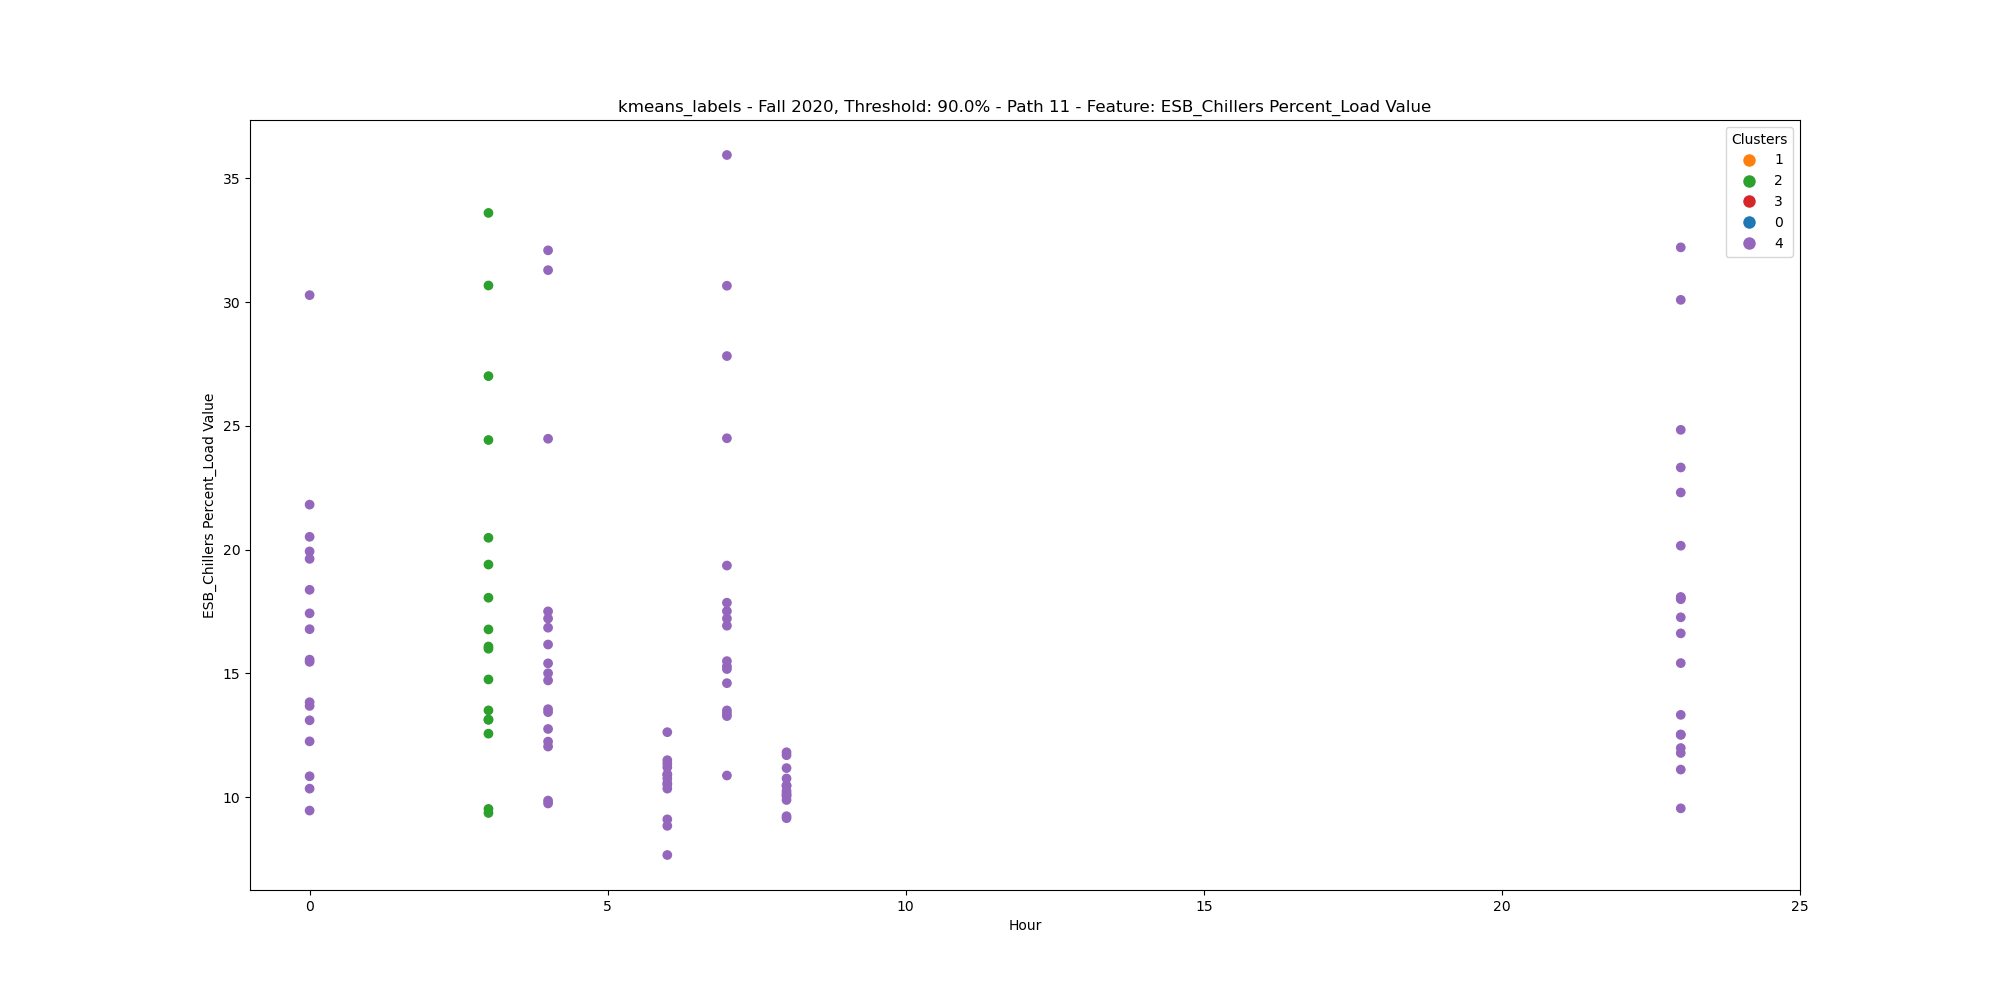 kmeans_labels - Fall 2020, Threshold: 90.0% - Path 11 - Feature: ESB_Chillers Percent_Load Value
Clusters
1
2
3
0
4
35
30
25
20
15
10
ESB_Chillers Percent_Load Value
0 5 10 15 20 25
Hour